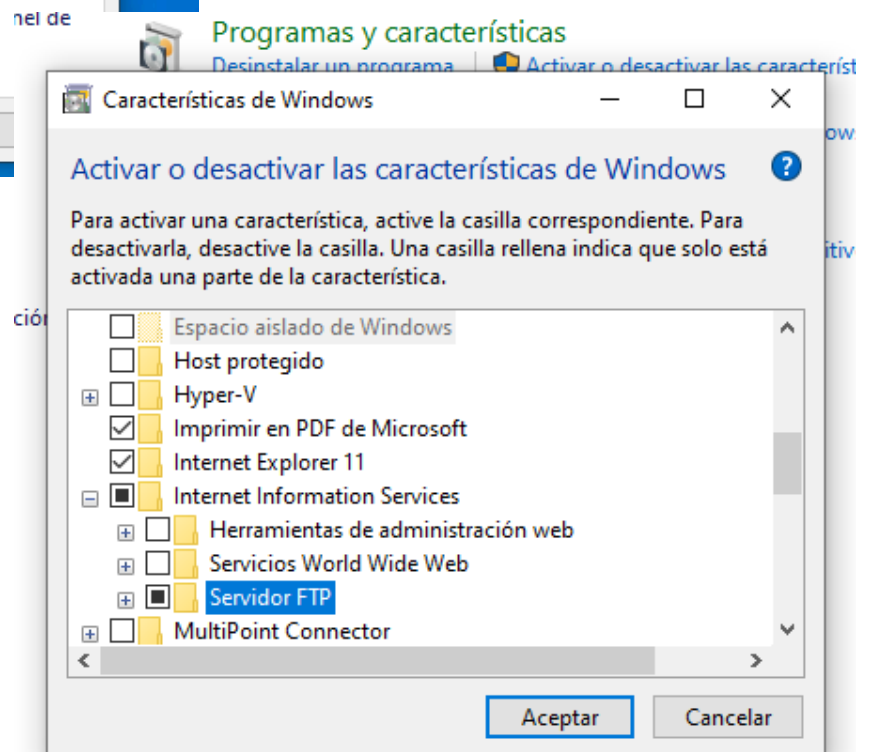 nel de
Programas y características
Desinstalar un programa Activar o desactivar las característ
Características de Windows
ows
Activar o desactivar las características de Windows
Para activar una característica, active la casilla correspondiente. Para
desactivarla, desactive la casilla. Una casilla rellena indica que solo está
activada una parte de la característica.
itiv
ción
Espacio aislado de Windows
Host protegido
Hyper-V
Imprimir en PDF de Microsoft
Internet Explorer 11
Internet Information Services
Herramientas de administración web
Servicios World Wide Web
Servidor FTP
MultiPoint Connector
Aceptar Cancelar